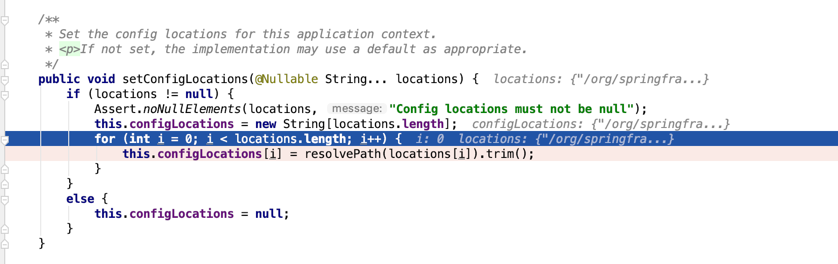 /**
 * Set the config locations for this application context.
 * <p>If not set, the implementation may use a default as appropriate.
 */
public void setConfigLocations(@Nullable String... locations) {  locations: {"/org/springfra...}
    if (locations != null) {
        Assert.noNullElements(locations,  message: "Config locations must not be null");
        this.configLocations = new String[locations.length];  configLocations: {"/org/springfra...}
        for (int i = 0; i < locations.length; i++) {  i: 0  locations: {"/org/springfra...}
            this.configLocations[i] = resolvePath(locations[i]).trim();
        }
    }
    else {
        this.configLocations = null;
    }
}